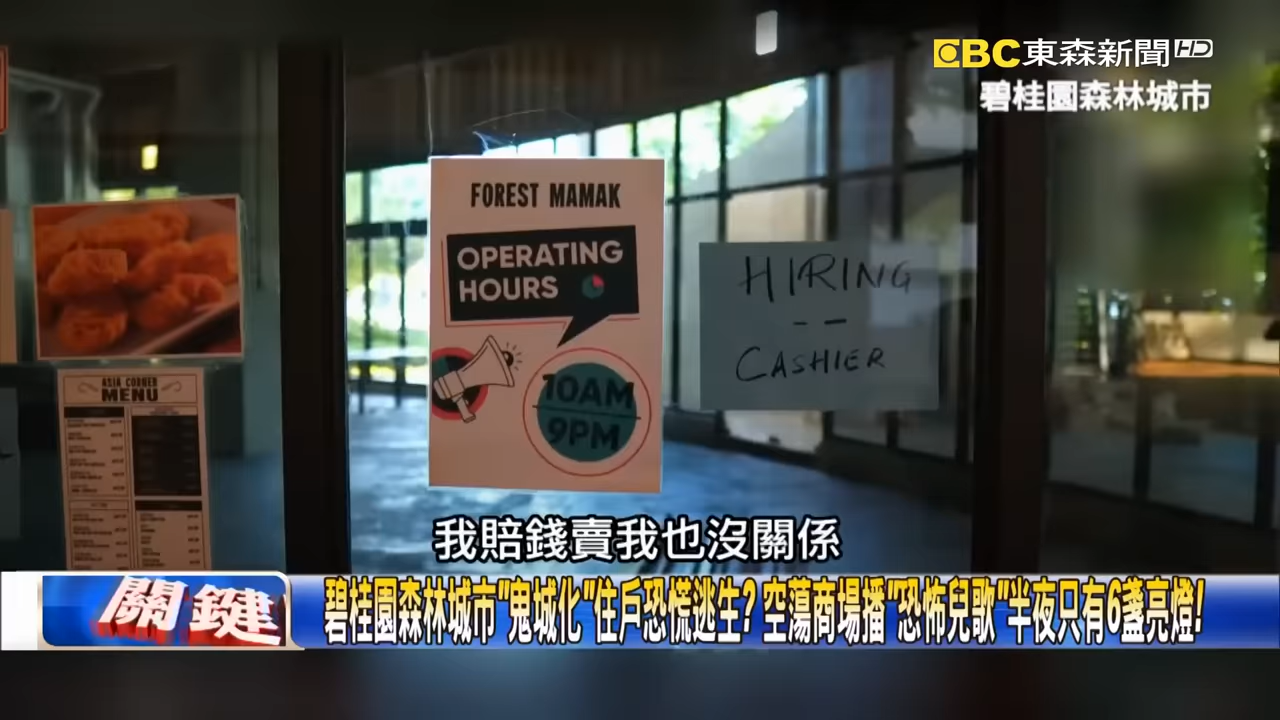 EBC東森新聞HD
碧桂園森林城市
FOREST MAMAK
OPERATING
HOURS
10AM
9PM
HIRING
--
CASHIER
ASIA CORNER
MENU
我賠錢賣我也沒關係
關鍵
碧桂園森林城市"鬼城化"住戶恐慌逃生?空蕩商場播"恐怖兒歌"半夜只有6盞亮燈!